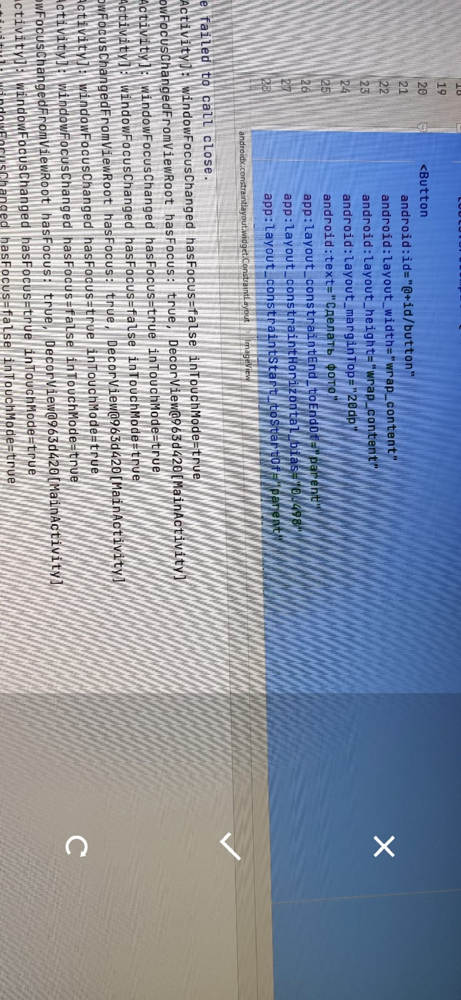 18
19
20 <Button
21 android:id="@+id/button"
22 android:layout_width="wrap_content"
23 android:layout_height="wrap_content"
24 android:layout_marginTop="20dp"
25 android:text="Сделать фото"
26 app:layout_constraintEnd_toEndOf="parent"
27 app:layout_constraintHorizontal_bias="0.498"
28 app:layout_constraintStart_toStartOf="parent"
androidx.constraintlayout.widget.ConstraintLayout › ImageView
e failed to call close.
Activity]: windowFocusChanged hasFocus=false inTouchMode=true
owFocusChangedFromViewRoot hasFocus: true, DecorView@963d420[MainActivity]
Activity]: windowFocusChanged hasFocus=true inTouchMode=true
Activity]: windowFocusChanged hasFocus=false inTouchMode=true
owFocusChangedFromViewRoot hasFocus: true, DecorView@963d420[MainActivity]
Activity]: windowFocusChanged hasFocus=true inTouchMode=true
Activity]: windowFocusChanged hasFocus=false inTouchMode=true
owFocusChangedFromViewRoot hasFocus: true, DecorView@963d420[MainActivity]
ctivity]: windowFocusChanged hasFocus=true inTouchMode=true
windowFocusChanged hasFocus=false inTouchMode=true